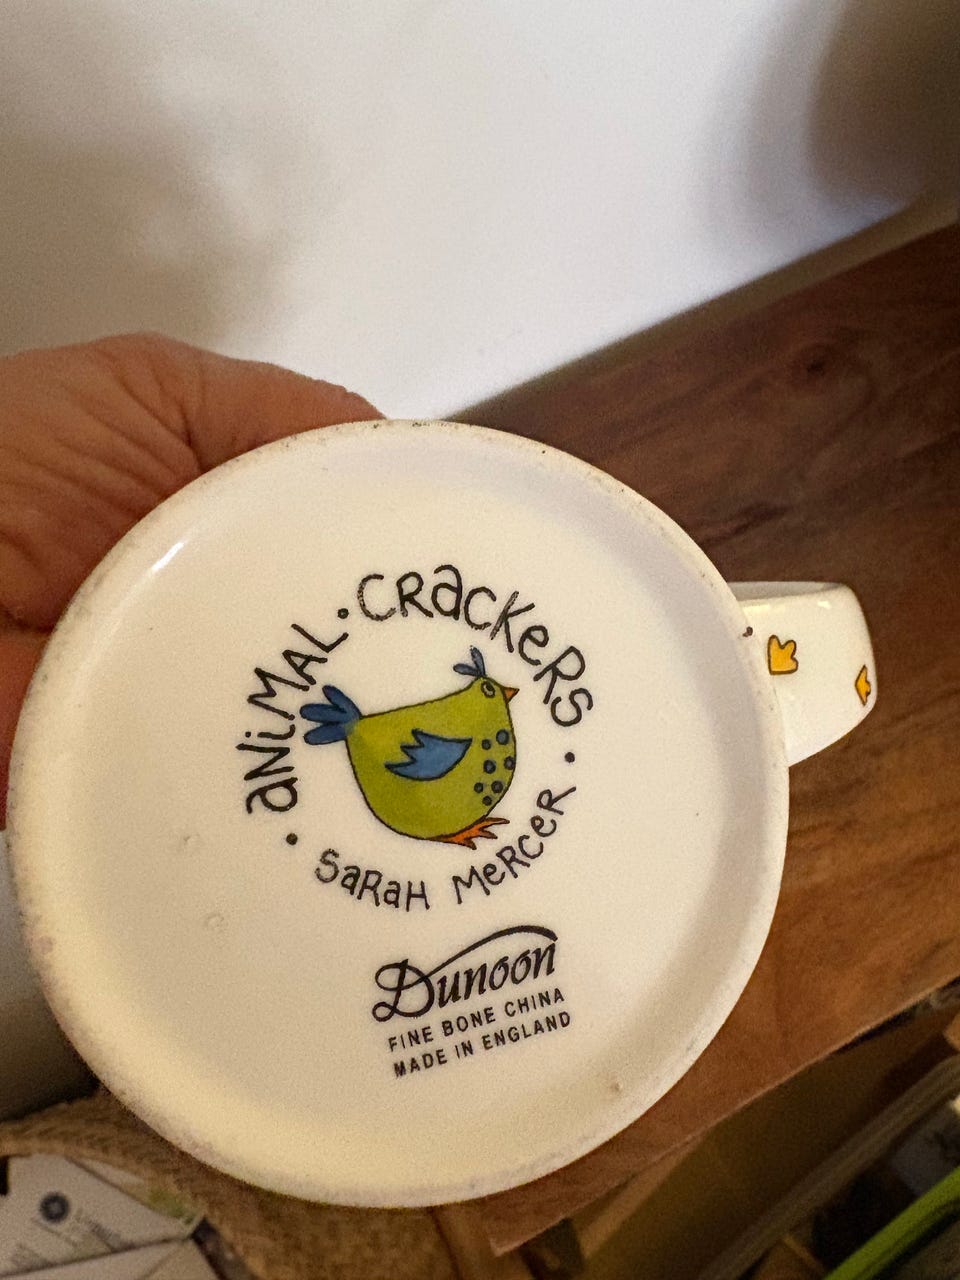 aNiMAL · CRacKeRS
· SaRaH MeRceR ·
Dunoon
FINE BONE CHINA
MADE IN ENGLAND